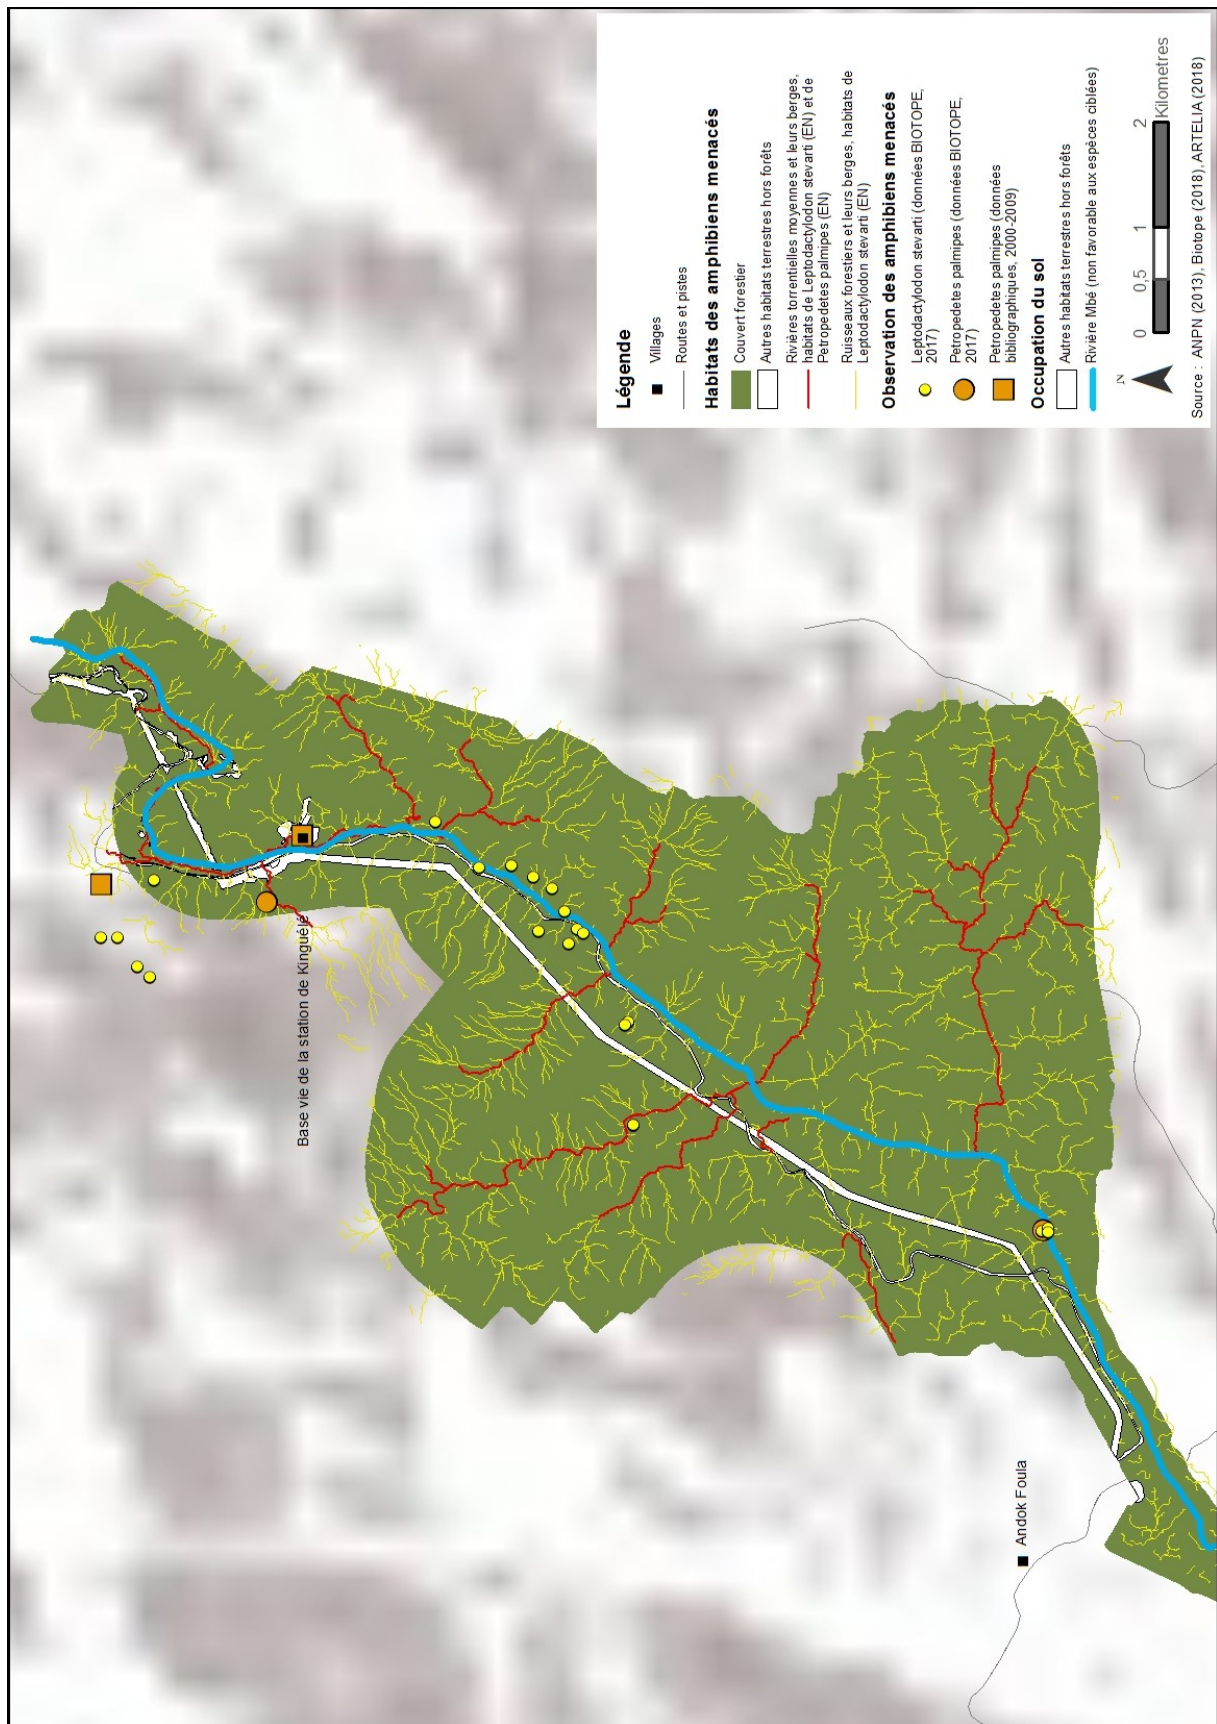 Base vie de la station de Kinguélé
Andok Foula
Légende
Villages
Routes et pistes
Habitats des amphibiens menacés
Couvert forestier
Autres habitats terrestres hors forêts
Rivières torrentielles moyennes et leurs berges,
habitats de Leptodactylodon stevarti (EN) et de
Petropedetes palmipes (EN)
Ruisseaux forestiers et leurs berges, habitats de
Leptodactylodon stevarti (EN)
Observation des amphibiens menacés
Leptodactylodon stevarti (données BIOTOPE,
2017)
Petropedetes palmipes (données BIOTOPE,
2017)
Petropedetes palmipes (données
bibliographiques, 2000-2009)
Occupation du sol
Autres habitats terrestres hors forêts
Rivière Mbé (non favorable aux espèces ciblées)
N
0 0,5 1 2
Kilometres
Source : ANPN (2013), Biotope (2018), ARTELIA (2018)